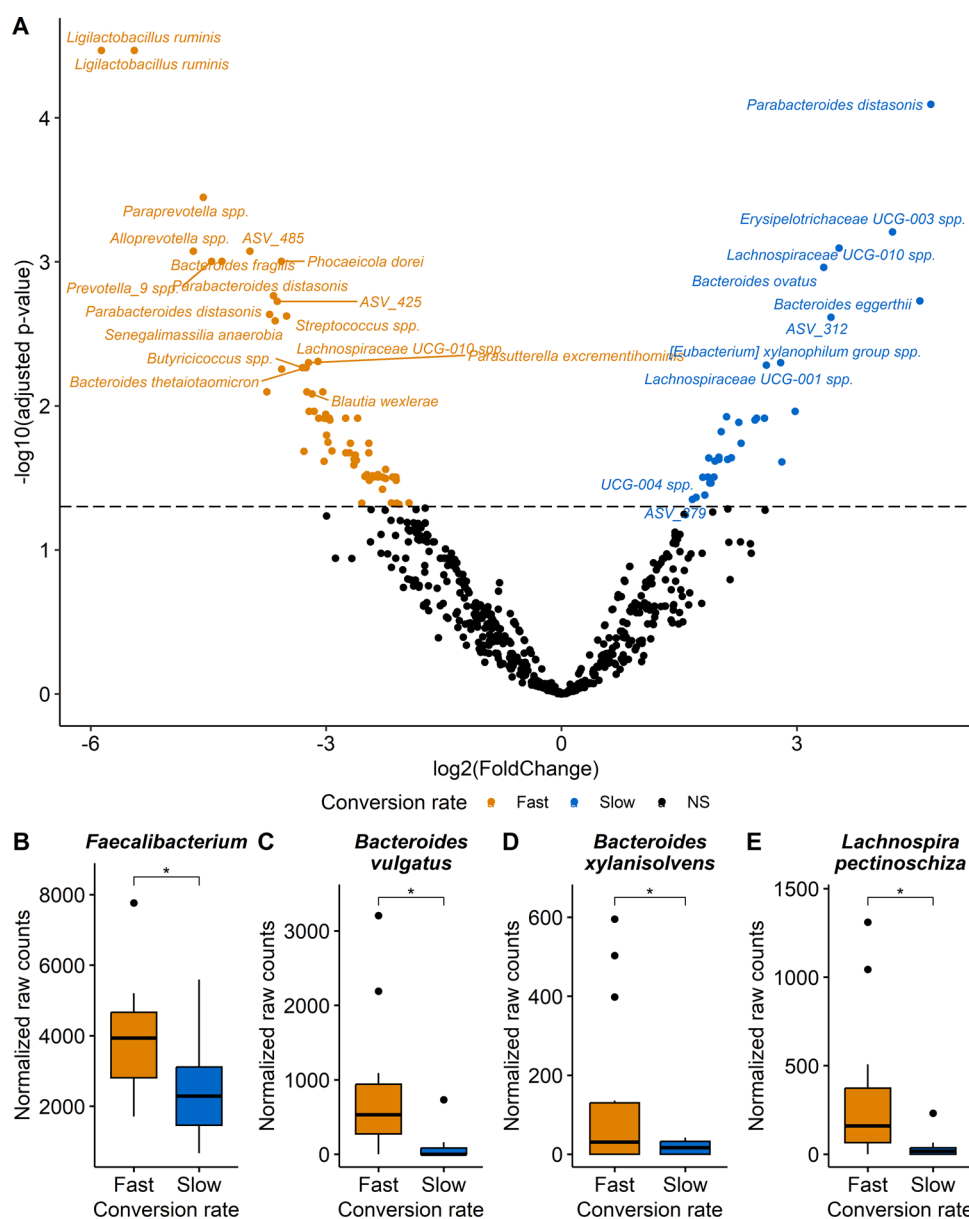 A
Ligilactobacillus ruminis
Ligilactobacillus ruminis
Parabacteroides distasonis
4
Paraprevotella spp.
Erysipelotrichaceae UCG-003 spp.
Alloprevotella spp.
ASV_485
Lachnospiraceae UCG-010 spp.
3
Bacteroides fragilis
Phocaeicola dorei
Bacteroides ovatus
Prevotella_9 spp.
Parabacteroides distasonis
ASV_425
Bacteroides eggerthii
Parabacteroides distasonis
Streptococcus spp.
ASV_312
Senegalimassilia anaerobia
Lachnospiraceae UCG-010 spp.
[Eubacterium] xylanophilum group spp.
Butyricicoccus spp.
Parasutterella excrementihominis
Bacteroides thetaiotaomicron
Lachnospiraceae UCG-001 spp.
Blautia wexlerae
2
UCG-004 spp.
ASV_379
1
0
-log10(adjusted p-value)
-6 -3 0 3
log2(FoldChange)
Conversion rate a Fast a Slow a NS
B
Faecalibacterium
*
8000
6000
4000
2000
Normalized raw counts
Fast Slow
Conversion rate
C
Bacteroides
vulgatus
*
3000
2000
1000
0
Normalized raw counts
Fast Slow
Conversion rate
D
Bacteroides
xylanisolvens
*
600
400
200
0
Normalized raw counts
Fast Slow
Conversion rate
E
Lachnospira
pectinoschiza
*
1500
1000
500
0
Normalized raw counts
Fast Slow
Conversion rate